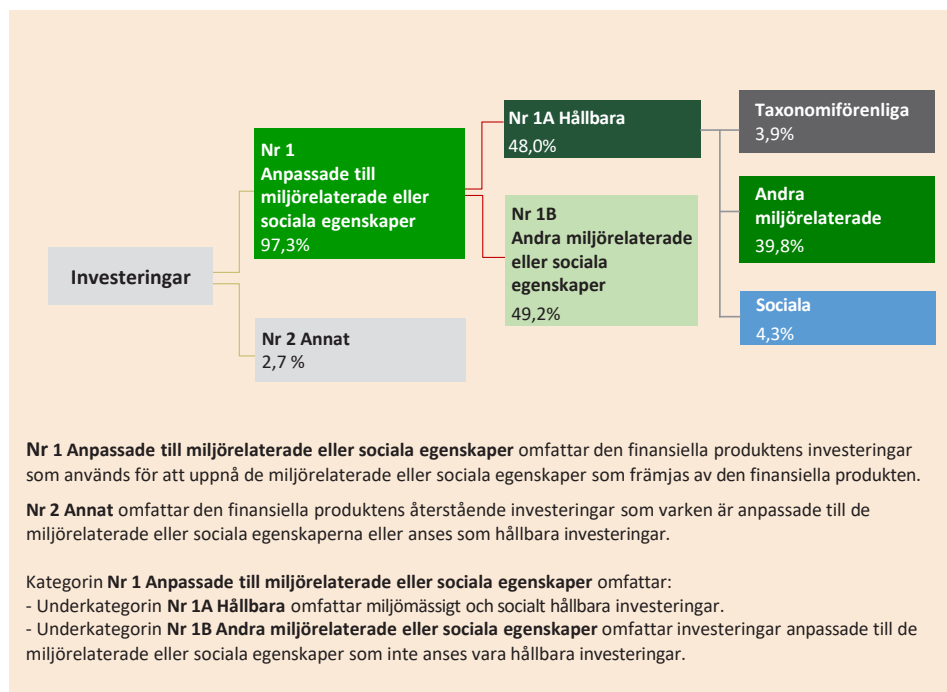 Investeringar
Nr 1
Anpassade till
miljörelaterade eller
sociala egenskaper
97,3%
Nr 2 Annat
2,7 %
Nr 1A Hållbara
48,0%
Nr 1B
Andra miljörelaterade
eller sociala
egenskaper
49,2%
Taxonomiförenliga
3,9%
Andra
miljörelaterade
39,8%
Sociala
4,3%
Nr 1 Anpassade till miljörelaterade eller sociala egenskaper omfattar den finansiella produktens investeringar
som används för att uppnå de miljörelaterade eller sociala egenskaper som främjas av den finansiella produkten.
Nr 2 Annat omfattar den finansiella produktens återstående investeringar som varken är anpassade till de
miljörelaterade eller sociala egenskaperna eller anses som hållbara investeringar.
Kategorin Nr 1 Anpassade till miljörelaterade eller sociala egenskaper omfattar:
- Underkategorin Nr 1A Hållbara omfattar miljömässigt och socialt hållbara investeringar.
- Underkategorin Nr 1B Andra miljörelaterade eller sociala egenskaper omfattar investeringar anpassade till de
miljörelaterade eller sociala egenskaper som inte anses vara hållbara investeringar.